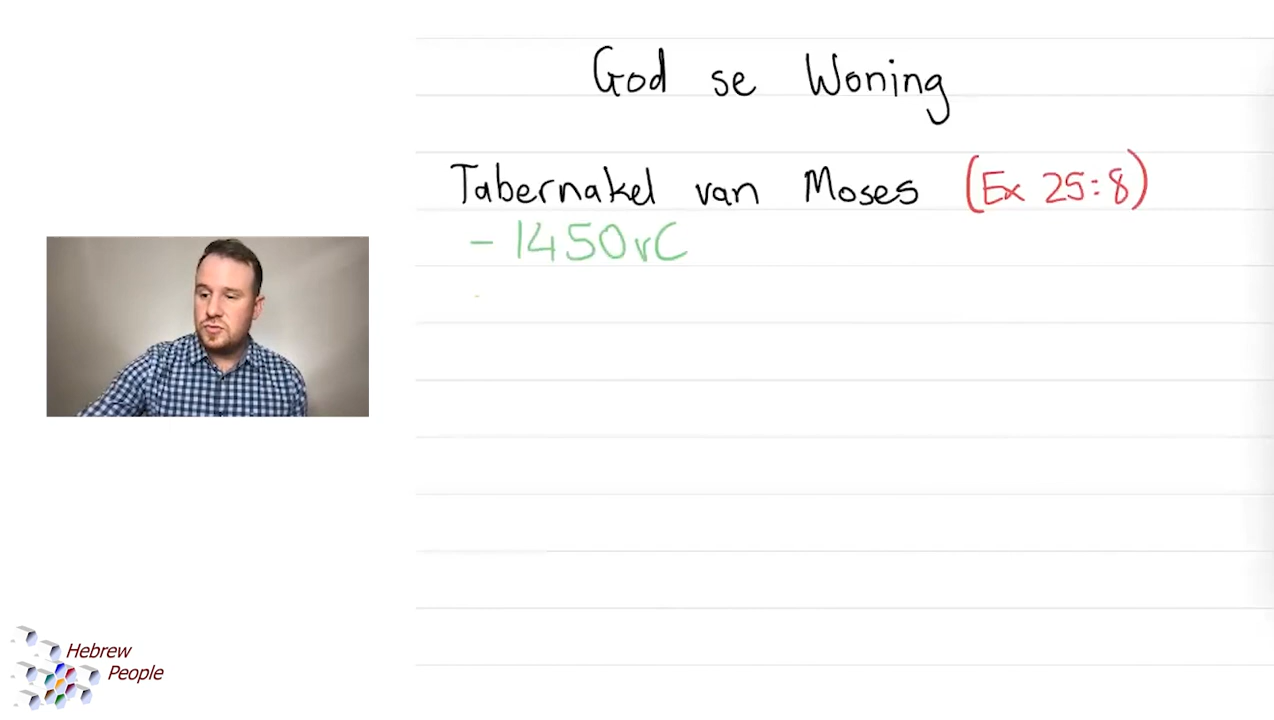 God se Woning
Tabernakel van Moses (Ex 25:8)
- 1450vC
Hebrew
People